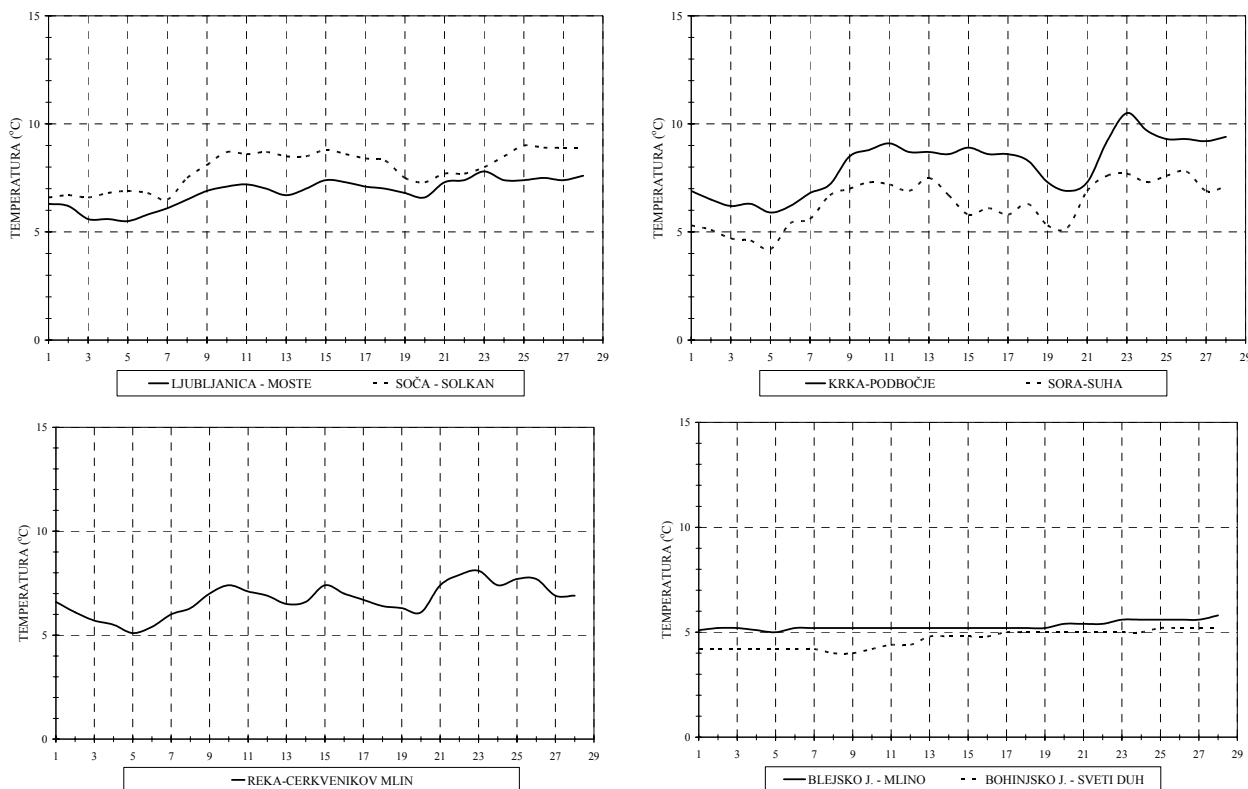 15
10
5
0
TEMPERATURA (°C)
1 3 5 7 9 11 13 15 17 19 21 23 25 27 29
LJUBLJANICA - MOSTE SOČA - SOLKAN
15
10
5
0
TEMPERATURA (°C)
1 3 5 7 9 11 13 15 17 19 21 23 25 27 29
KRKA-PODBOČJE SORA-SUHA
15
10
5
0
TEMPERATURA (°C)
1 3 5 7 9 11 13 15 17 19 21 23 25 27 29
REKA-CERKVENIKOV MLIN
15
10
5
0
TEMPERATURA (°C)
1 3 5 7 9 11 13 15 17 19 21 23 25 27 29
BLEJSKO J. - MLINO BOHINJSKO J. - SVETI DUH